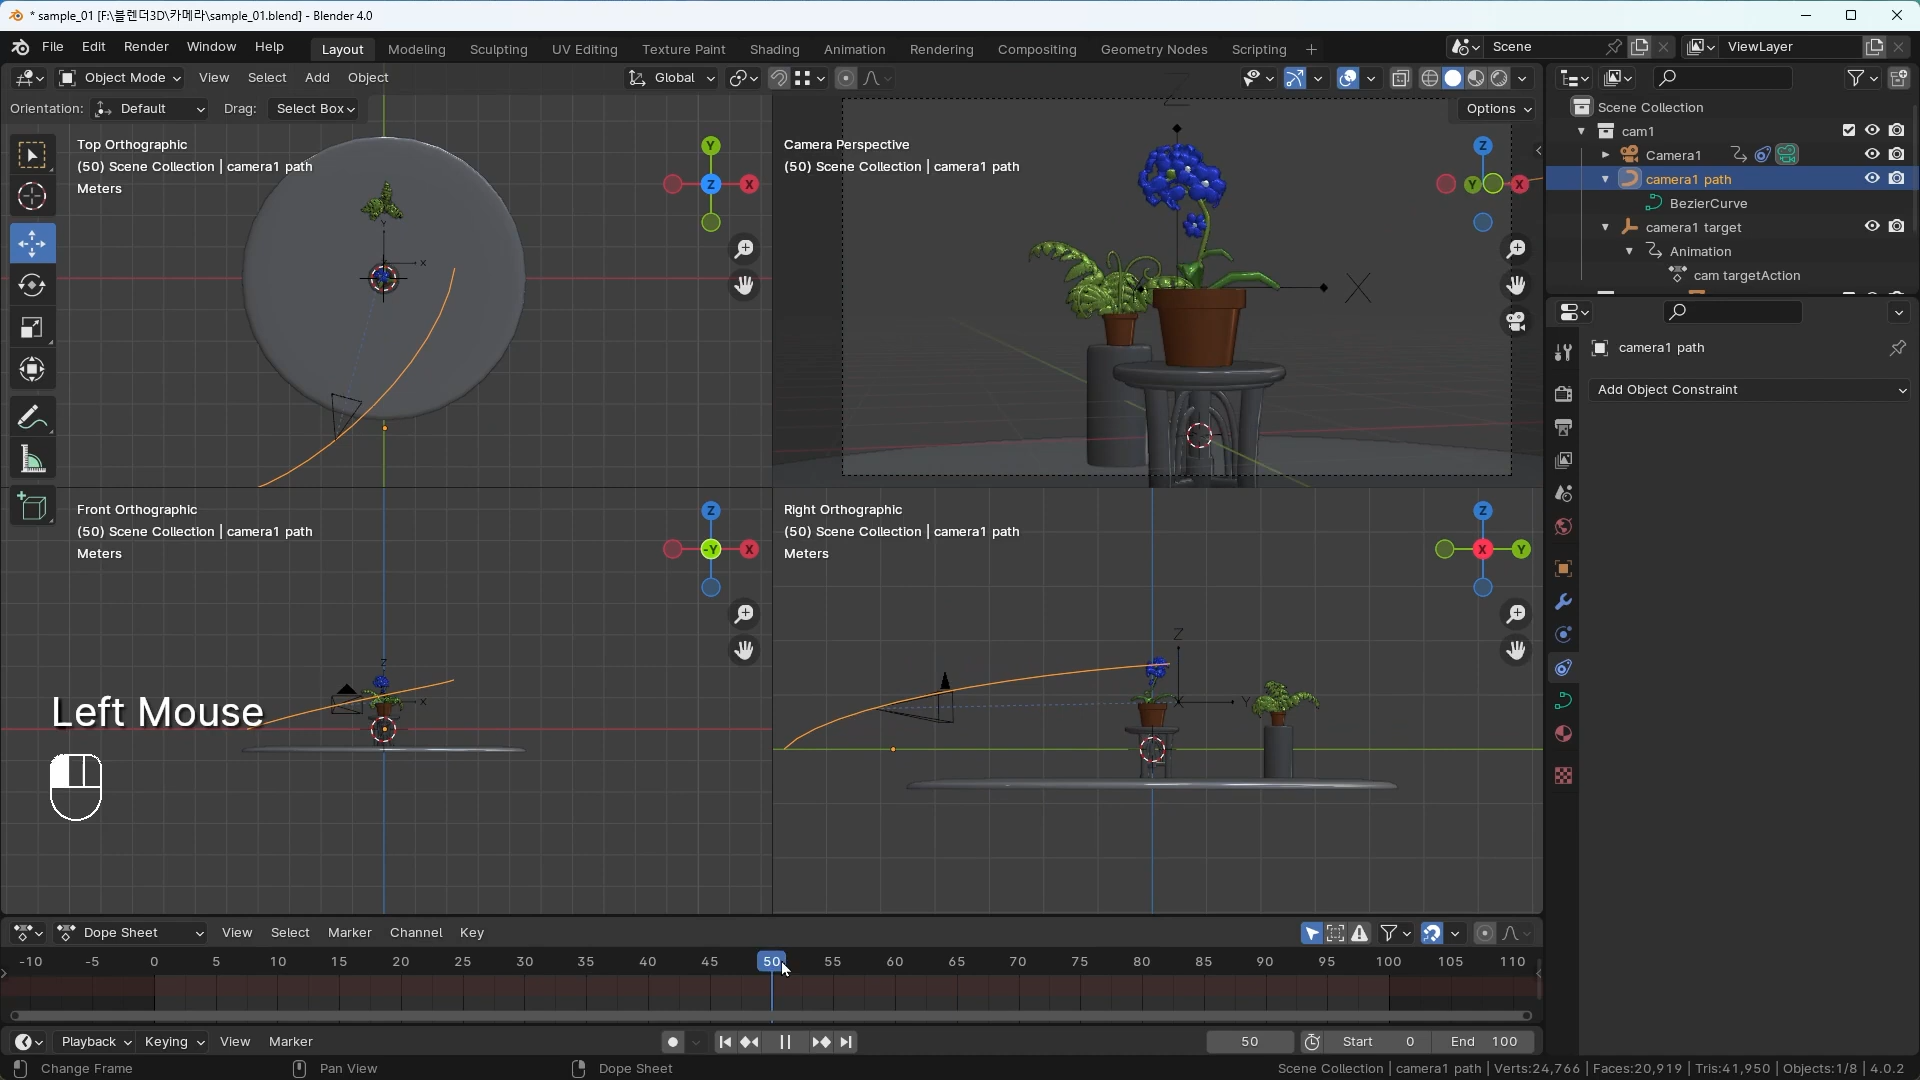 * sample_01 [F:\블렌더3D\카메라\sample_01.blend] - Blender 4.0
File Edit Render Window Help Layout Modeling Sculpting UV Editing Texture Paint Shading Animation Rendering Compositing Geometry Nodes Scripting + Scene ViewLayer
Object Mode View Select Add Object Global
Orientation: Default Drag: Select Box Options
Top Orthographic
(50) Scene Collection | camera1 path
Meters
Y
X
Z
Y
X
Camera Perspective
(50) Scene Collection | camera1 path
Z
X
Z
Y
X
Front Orthographic
(50) Scene Collection | camera1 path
Meters
Z
-Y
X
Z
X
Right Orthographic
(50) Scene Collection | camera1 path
Meters
Z
X
Y
Z
Y
X
Left Mouse
Scene Collection
cam1
Camera1
camera1 path
BezierCurve
camera1 target
Animation
cam targetAction
camera1 path
Add Object Constraint
Dope Sheet View Select Marker Channel Key
-10 -5 0 5 10 15 20 25 30 35 40 45 50 55 60 65 70 75 80 85 90 95 100 105 110
Playback Keying View Marker 50 Start 0 End 100
Change Frame Pan View Dope Sheet Scene Collection | camera1 path | Verts:24,766 | Faces:20,919 | Tris:41,950 | Objects:1/8 | 4.0.2